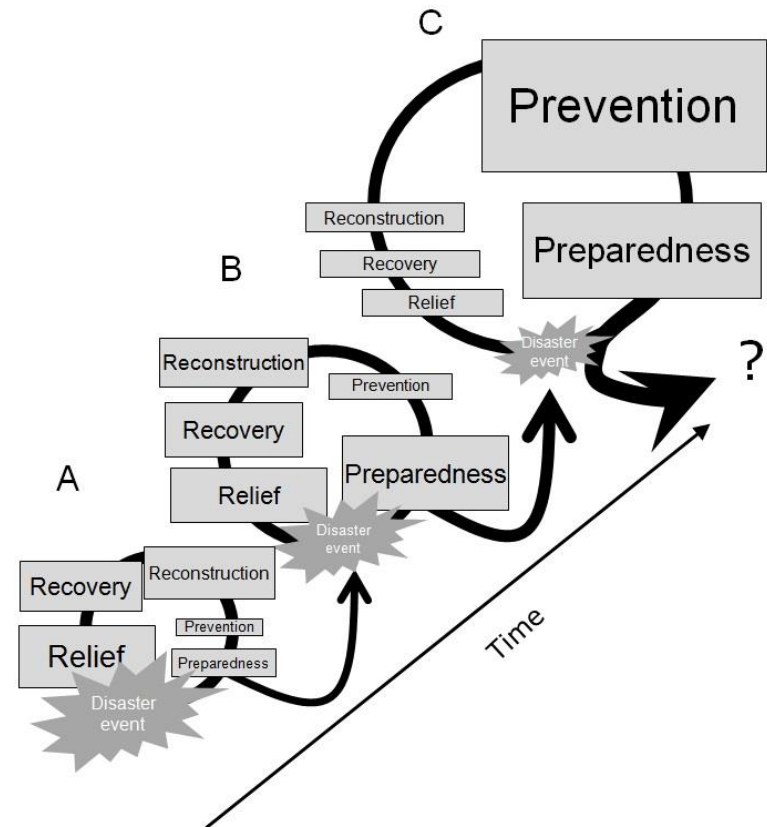 C
Prevention
Reconstruction
Preparedness
Recovery
Relief
Disaster
event
?
B
Reconstruction
Prevention
Recovery
Preparedness
Relief
Disaster
event
A
Reconstruction
Recovery
Prevention
Relief
Preparedness
Disaster
event
Time